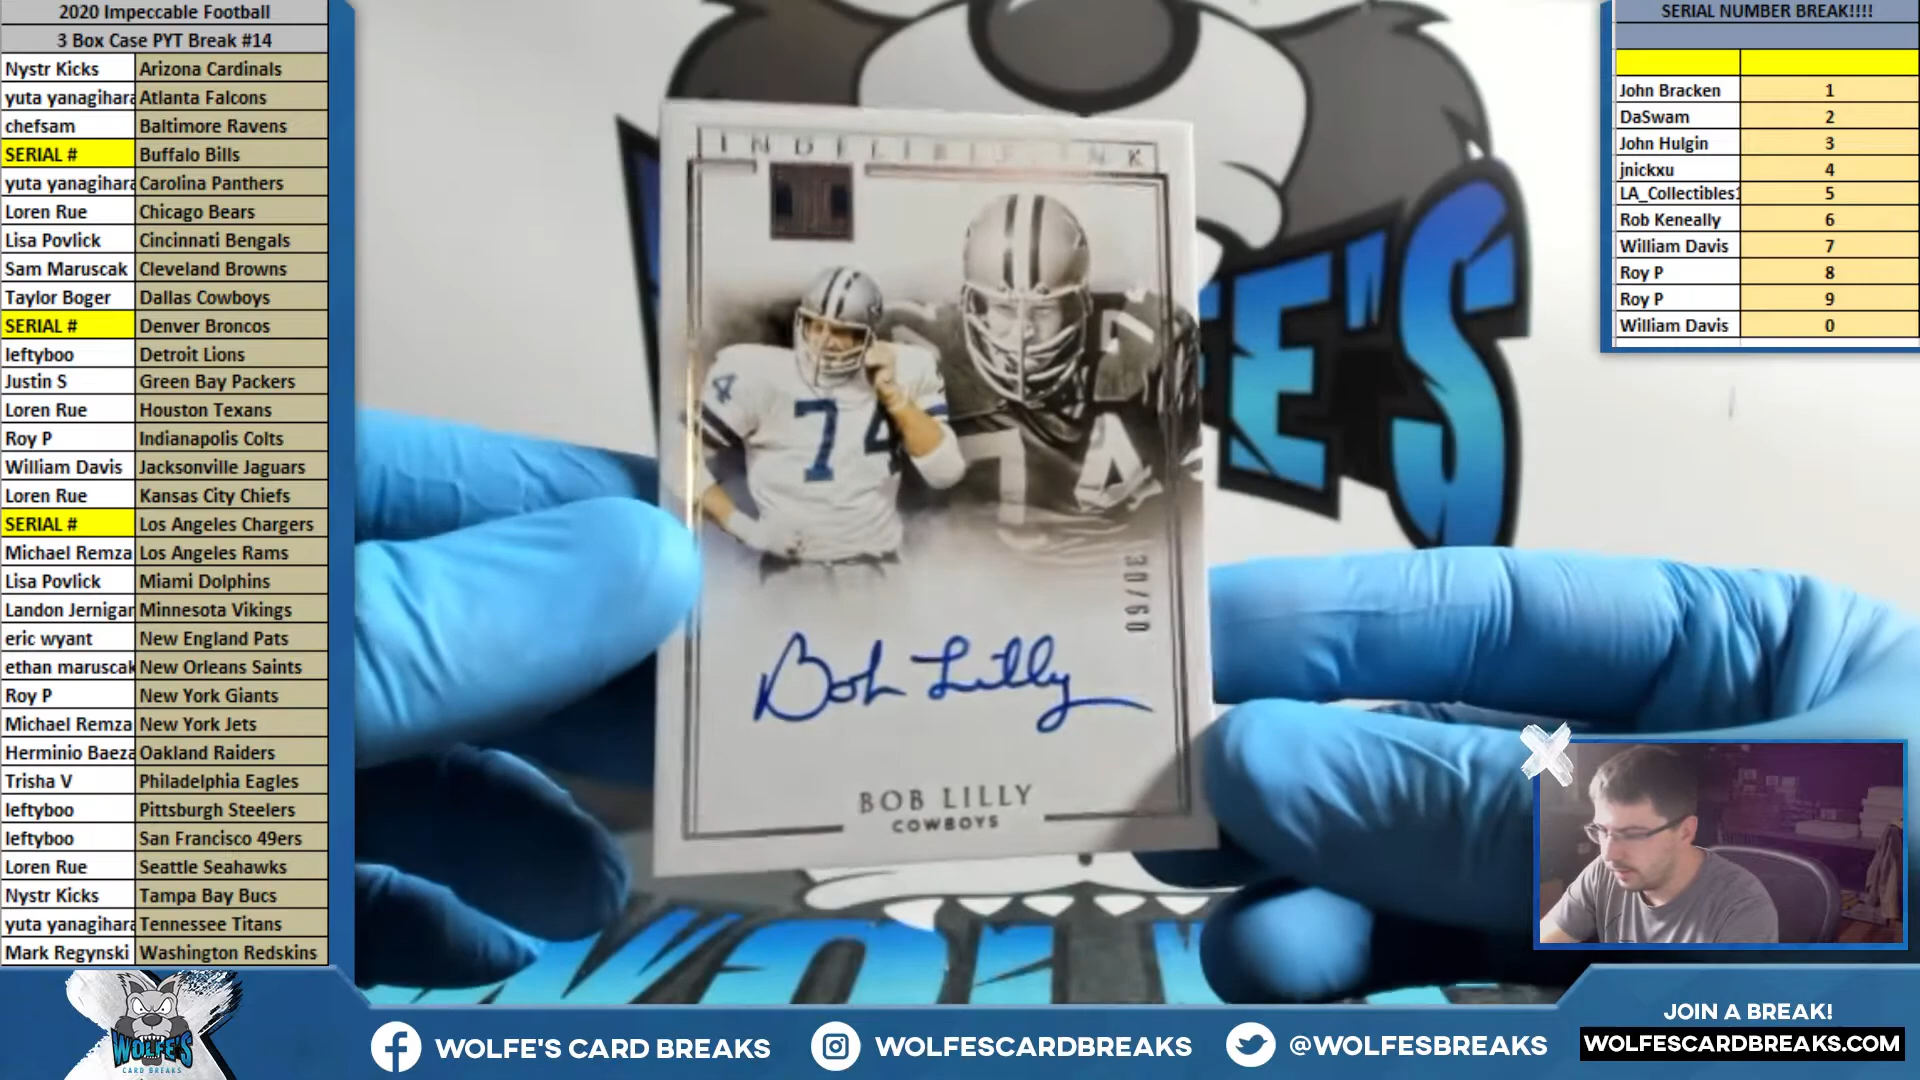 2020 Impeccable Football
3 Box Case PYT Break #14
Nystr Kicks Arizona Cardinals
yuta yanagihara Atlanta Falcons
chefsam Baltimore Ravens
SERIAL # Buffalo Bills
yuta yanagihara Carolina Panthers
Loren Rue Chicago Bears
Lisa Povlick Cincinnati Bengals
Sam Maruscak Cleveland Browns
Taylor Boger Dallas Cowboys
SERIAL # Denver Broncos
leftyboo Detroit Lions
Justin S Green Bay Packers
Loren Rue Houston Texans
Roy P Indianapolis Colts
William Davis Jacksonville Jaguars
Loren Rue Kansas City Chiefs
SERIAL # Los Angeles Chargers
Michael Remza Los Angeles Rams
Lisa Povlick Miami Dolphins
Landon Jernigan Minnesota Vikings
eric wyant New England Pats
ethan maruscak New Orleans Saints
Roy P New York Giants
Michael Remza New York Jets
Herminio Baeza Oakland Raiders
Trisha V Philadelphia Eagles
leftyboo Pittsburgh Steelers
leftyboo San Francisco 49ers
Loren Rue Seattle Seahawks
Nystr Kicks Tampa Bay Bucs
yuta yanagihara Tennessee Titans
Mark Regynski Washington Redskins
INDELIBLE INK
74
74
30/60
Bob Lilly
BOB LILLY
COWBOYS
FE'S
SERIAL NUMBER BREAK!!!!
John Bracken 1
DaSwam 2
John Hulgin 3
jnickxu 4
LA_Collectibles1 5
Rob Keneally 6
William Davis 7
Roy P 8
Roy P 9
William Davis 0
WOLFE'S
CARD BREAKS
WOLFE'S CARD BREAKS
WOLFESCARDBREAKS
@WOLFESBREAKS
JOIN A BREAK!
WOLFESCARDBREAKS.COM